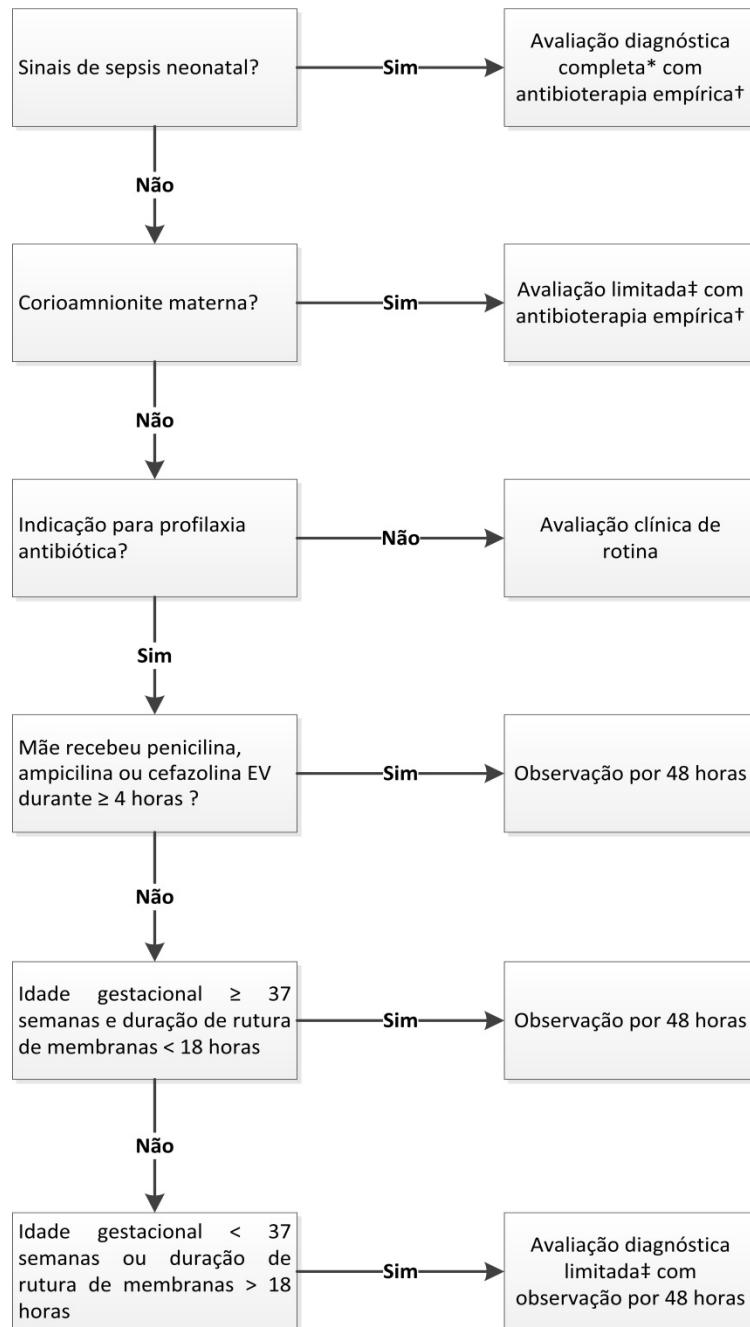 Sinais de sepsis neonatal?
Sim
Avaliação diagnóstica
completa* com
antibioterapia empírica†
Não
Corioamnionite materna?
Sim
Avaliação limitada‡ com
antibioterapia empírica†
Não
Indicação para profilaxia
antibiótica?
Não
Avaliação clínica de
rotina
Sim
Mãe recebeu penicilina,
ampicilina ou cefazolina EV
durante ≥ 4 horas ?
Sim
Observação por 48 horas
Não
Idade gestacional ≥ 37
semanas e duração de rutura
de membranas < 18 horas
Sim
Observação por 48 horas
Não
Idade gestacional < 37
semanas ou duração de
rutura de membranas > 18
horas
Sim
Avaliação diagnóstica
limitada‡ com
observação por 48 horas